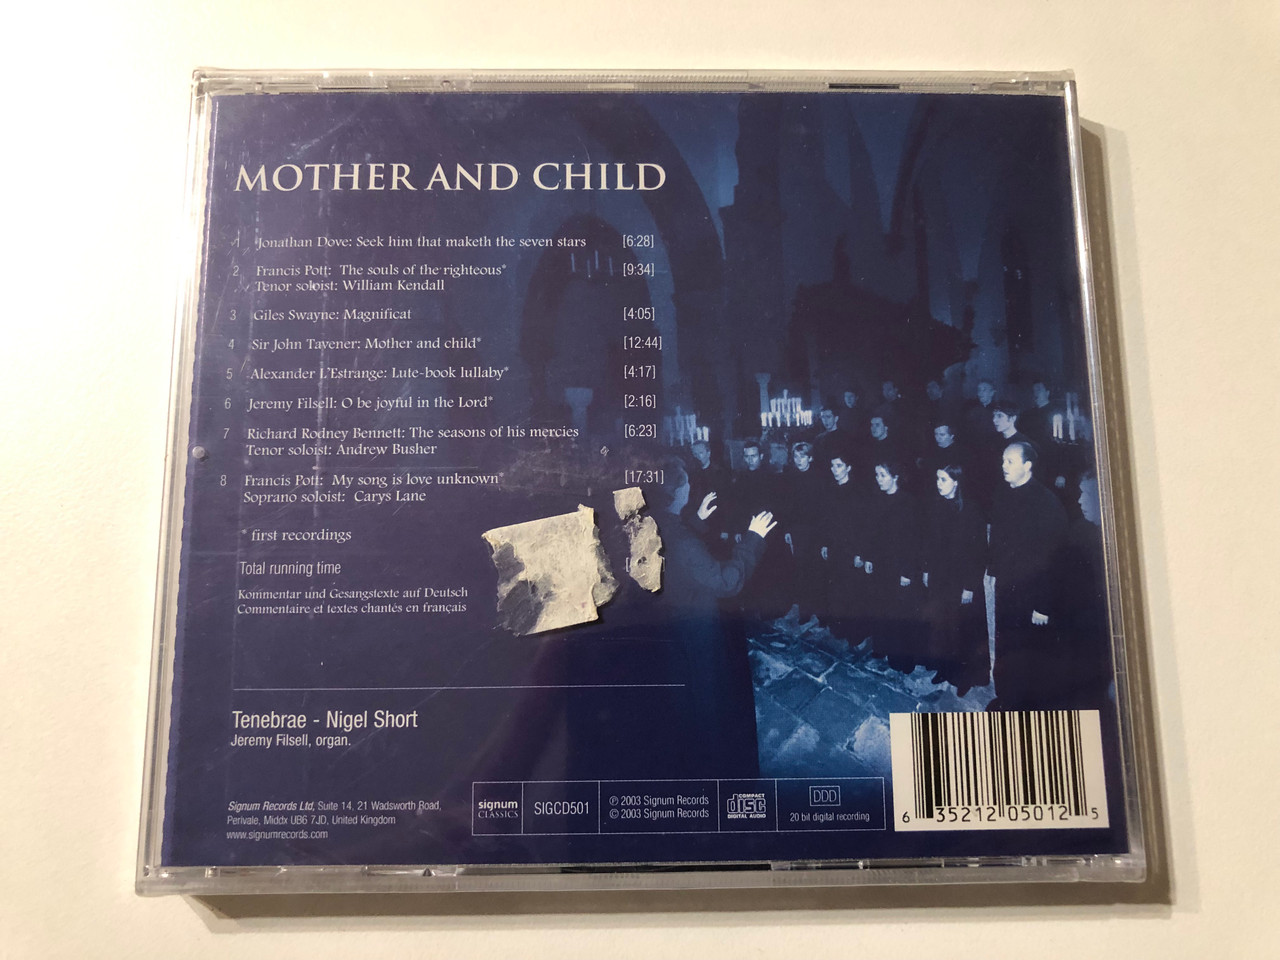 MOTHER AND CHILD
1 Jonathan Dove: Seek him that maketh the seven stars [6:28]
2 Francis Pott: The souls of the righteous* [9:34]
Tenor soloist: William Kendall
3 Giles Swayne: Magnificat [4:05]
4 Sir John Tavener: Mother and child* [12:44]
5 Alexander L'Estrange: Lute-book lullaby* [4:17]
6 Jeremy Filsell: O be joyful in the Lord* [2:16]
7 Richard Rodney Bennett: The seasons of his mercies [6:23]
Tenor soloist: Andrew Busher
8 Francis Pott: My song is love unknown* [17:31]
Soprano soloist: Carys Lane
* first recordings
Total running time
Kommentar und Gesangstexte auf Deutsch
Commentaire et textes chantés en français
Tenebrae - Nigel Short
Jeremy Filsell, organ.
Signum Records Ltd, Suite 14, 21 Wadsworth Road,
Perivale, Middx UB6 7JD, United Kingdom
www.signumrecords.com
signum
CLASSICS
SIGCD501
℗ 2003 Signum Records
© 2003 Signum Records
COMPACT
disc
DIGITAL AUDIO
DDD
20 bit digital recording
6 35212 05012 5